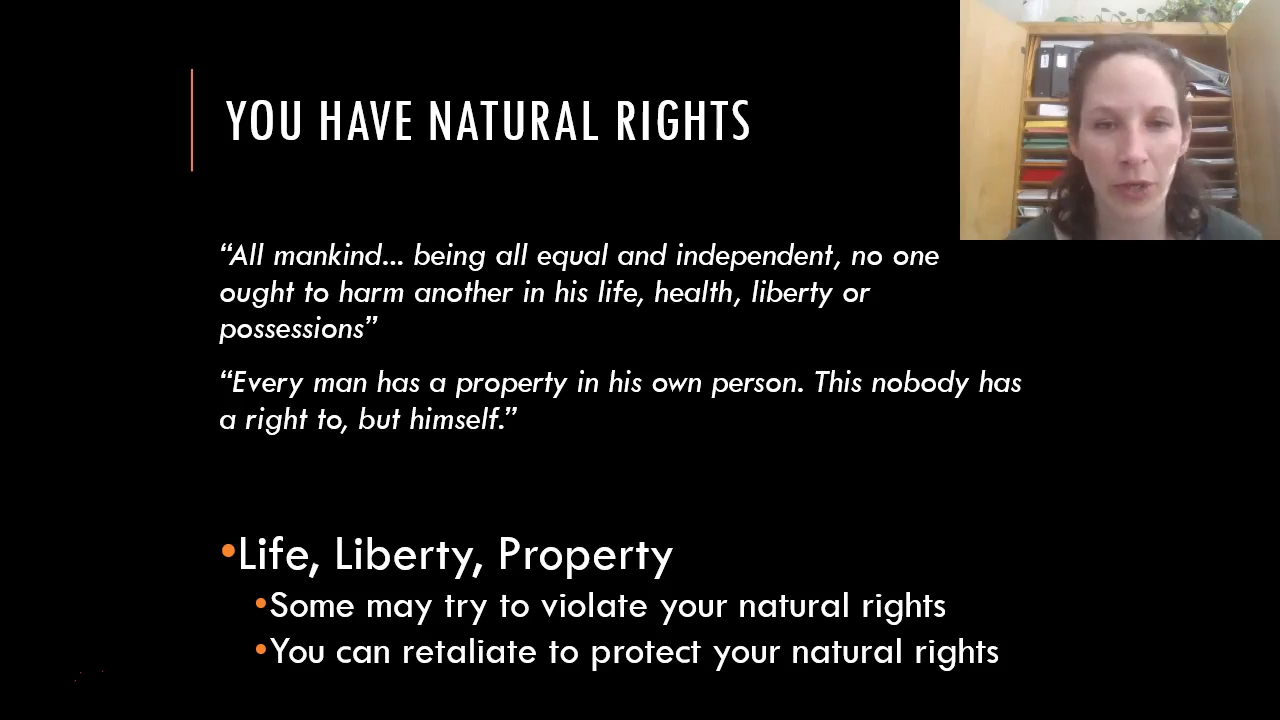 YOU HAVE NATURAL RIGHTS
“All mankind... being all equal and independent, no one
ought to harm another in his life, health, liberty or
possessions”
“Every man has a property in his own person. This nobody has
a right to, but himself.”
•Life, Liberty, Property
•Some may try to violate your natural rights
•You can retaliate to protect your natural rights